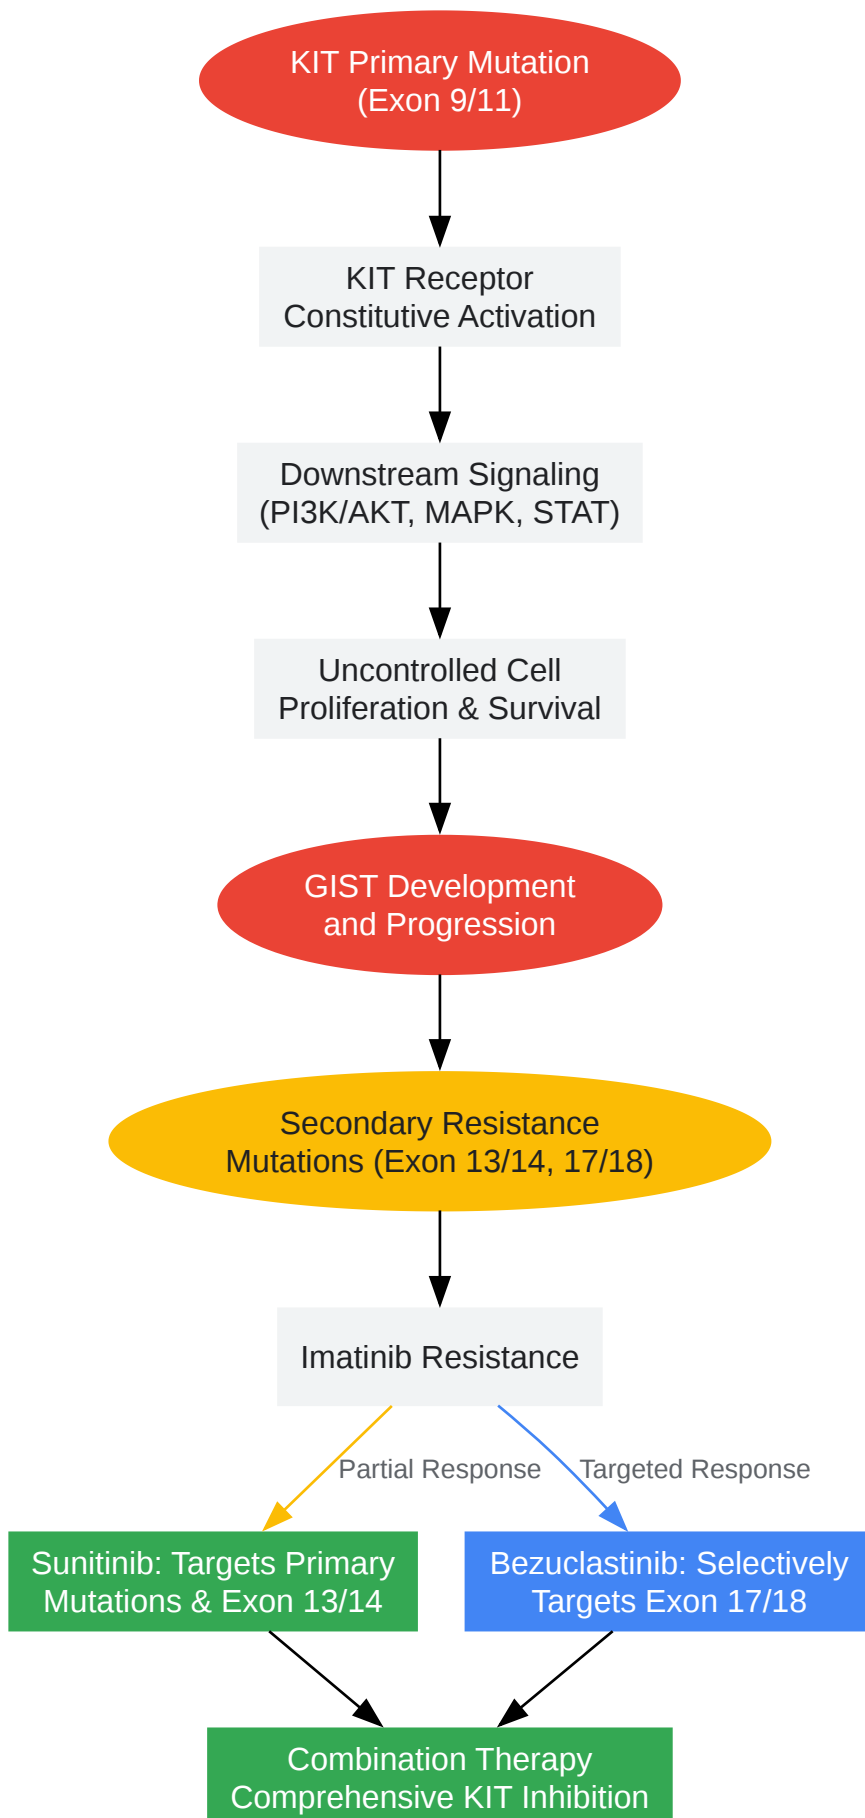 KIT Primary Mutation
(Exon 9/11)
KIT Receptor
Constitutive Activation
Downstream Signaling
(PI3K/AKT, MAPK, STAT)
Uncontrolled Cell
Proliferation & Survival
GIST Development
and Progression
Secondary Resistance
Mutations (Exon 13/14, 17/18)
Imatinib Resistance
Partial Response
Targeted Response
Sunitinib: Targets Primary
Mutations & Exon 13/14
Bezuclastinib: Selectively
Targets Exon 17/18
Combination Therapy
Comprehensive KIT Inhibition